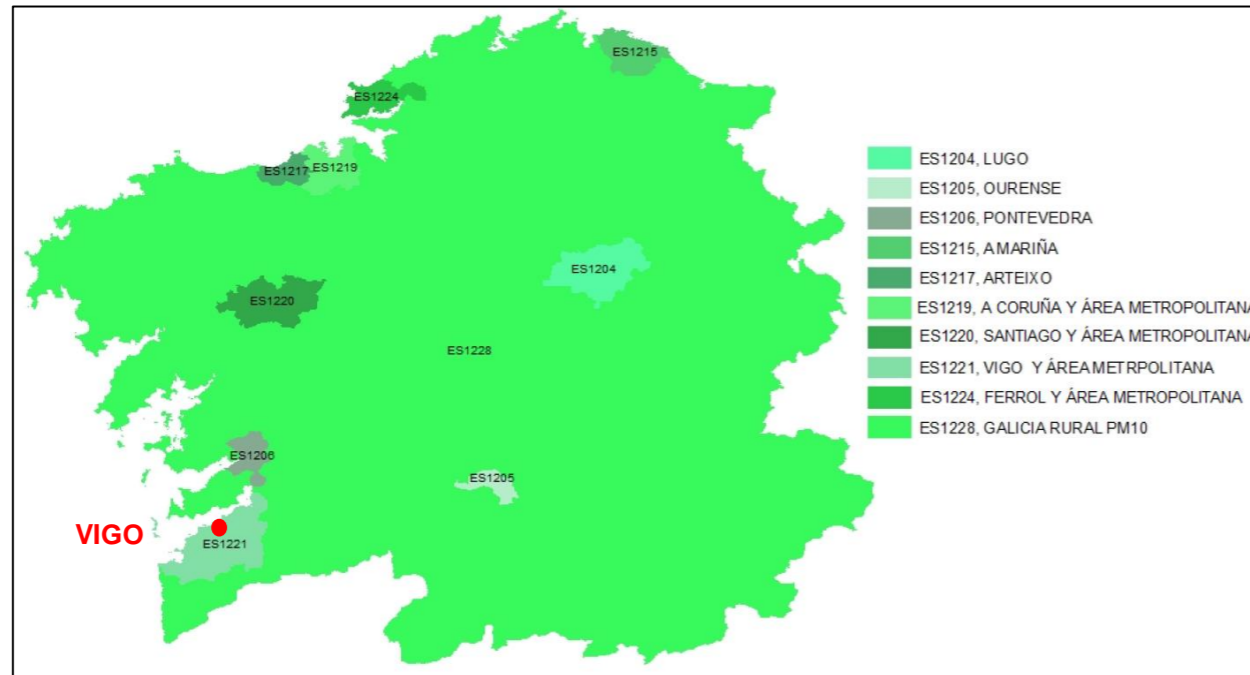 ES1215
ES1224
ES1217
ES1219
ES1204
ES1220
ES1228
ES1206
ES1205
VIGO
ES1221
ES1204, LUGO
ES1205, OURENSE
ES1206, PONTEVEDRA
ES1215, A MARIÑA
ES1217, ARTEIXO
ES1219, A CORUÑA Y ÁREA METROPOLITANA
ES1220, SANTIAGO Y ÁREA METROPOLITANA
ES1221, VIGO Y ÁREA METRPOLITANA
ES1224, FERROL Y ÁREA METROPOLITANA
ES1228, GALICIA RURAL PM10